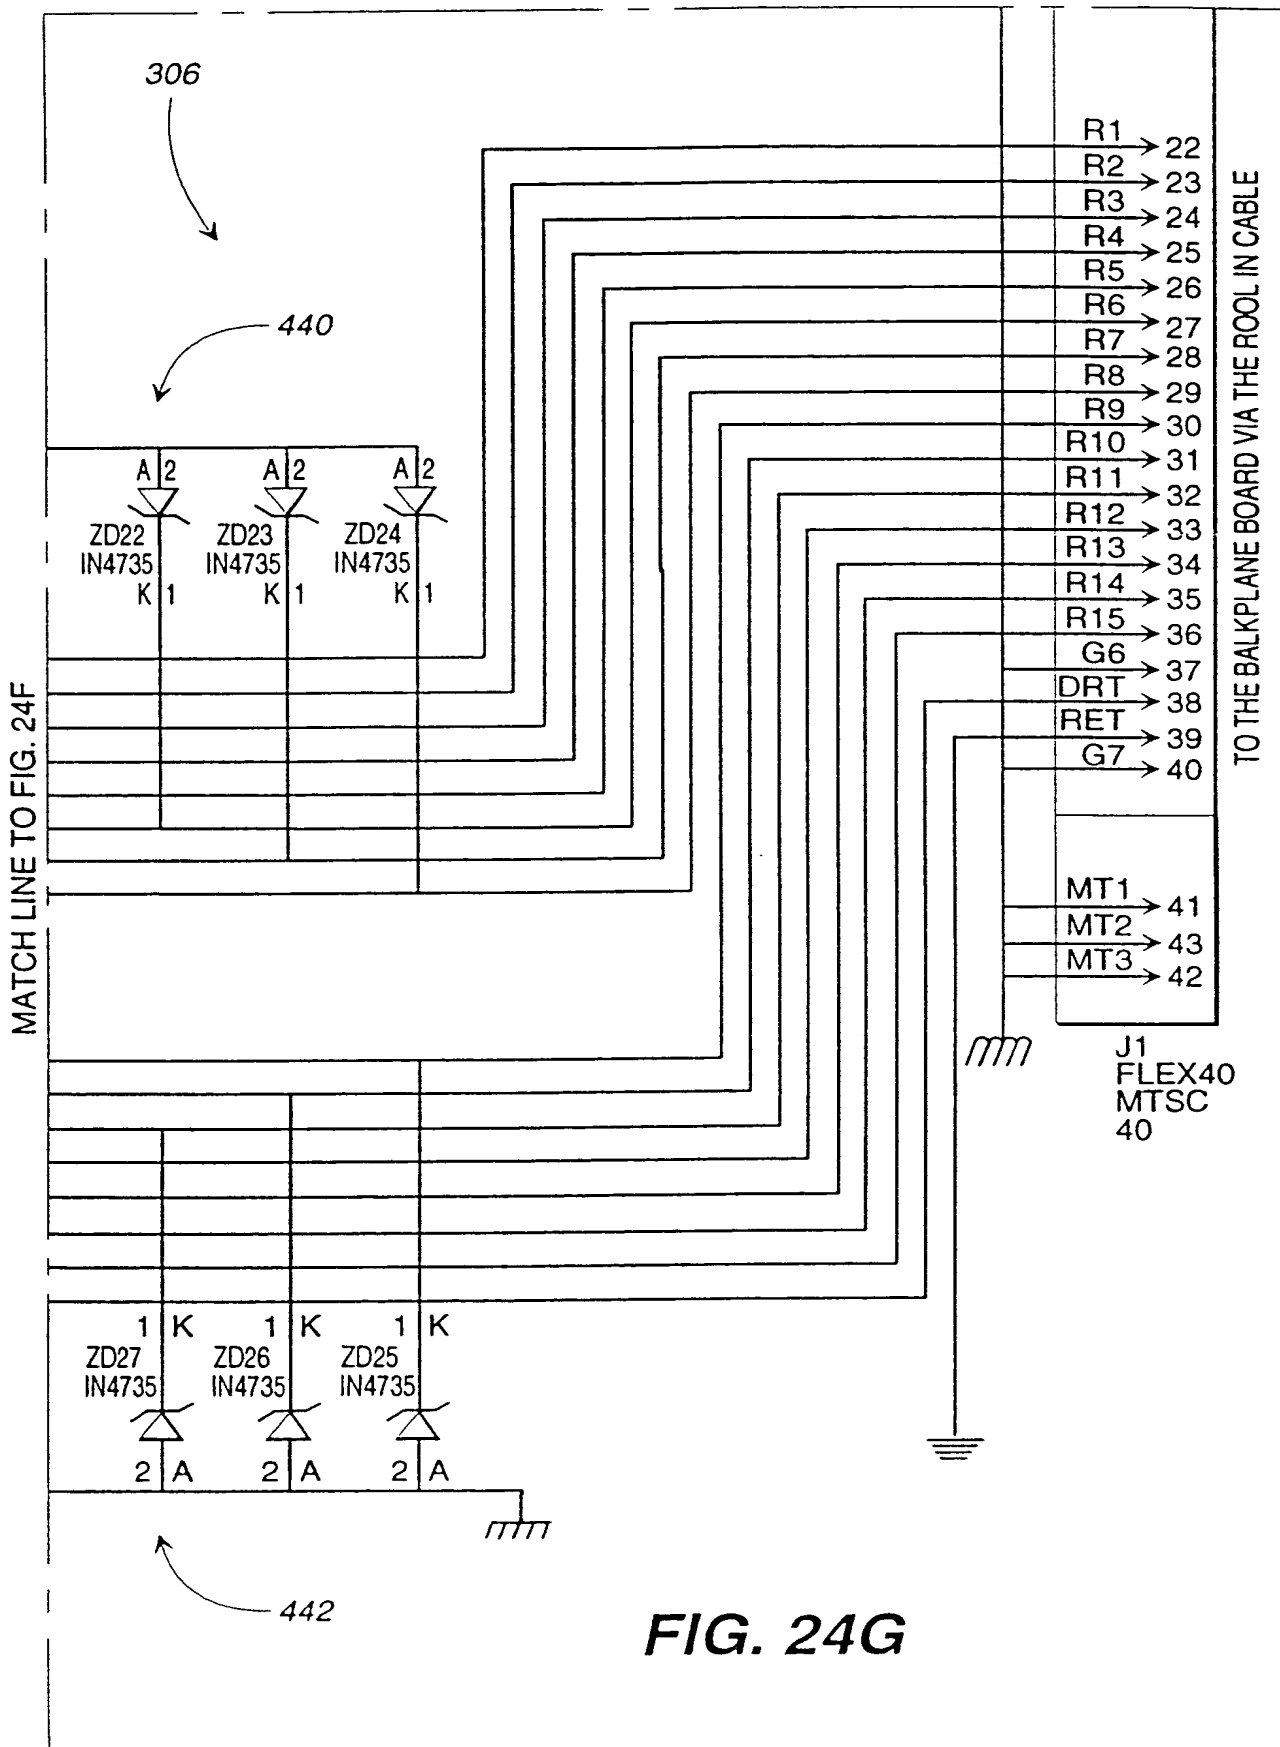 306
440
A 2 A 2 A 2
ZD22 ZD23 ZD24
IN4735 IN4735 IN4735
K 1 K 1 K 1
MATCH LINE TO FIG. 24F
R1 22
R2 23
R3 24
R4 25
R5 26
R6 27
R7 28
R8 29
R9 30
R10 31
R11 32
R12 33
R13 34
R14 35
R15 36
G6 37
DRT 38
RET 39
G7 40
MT1 41
MT2 43
MT3 42
TO THE BALKPLANE BOARD VIA THE ROOL IN CABLE
J1
FLEX40
MTSC
40
1 K 1 K 1 K
ZD27 ZD26 ZD25
IN4735 IN4735 IN4735
2 A 2 A 2 A
442
FIG. 24G